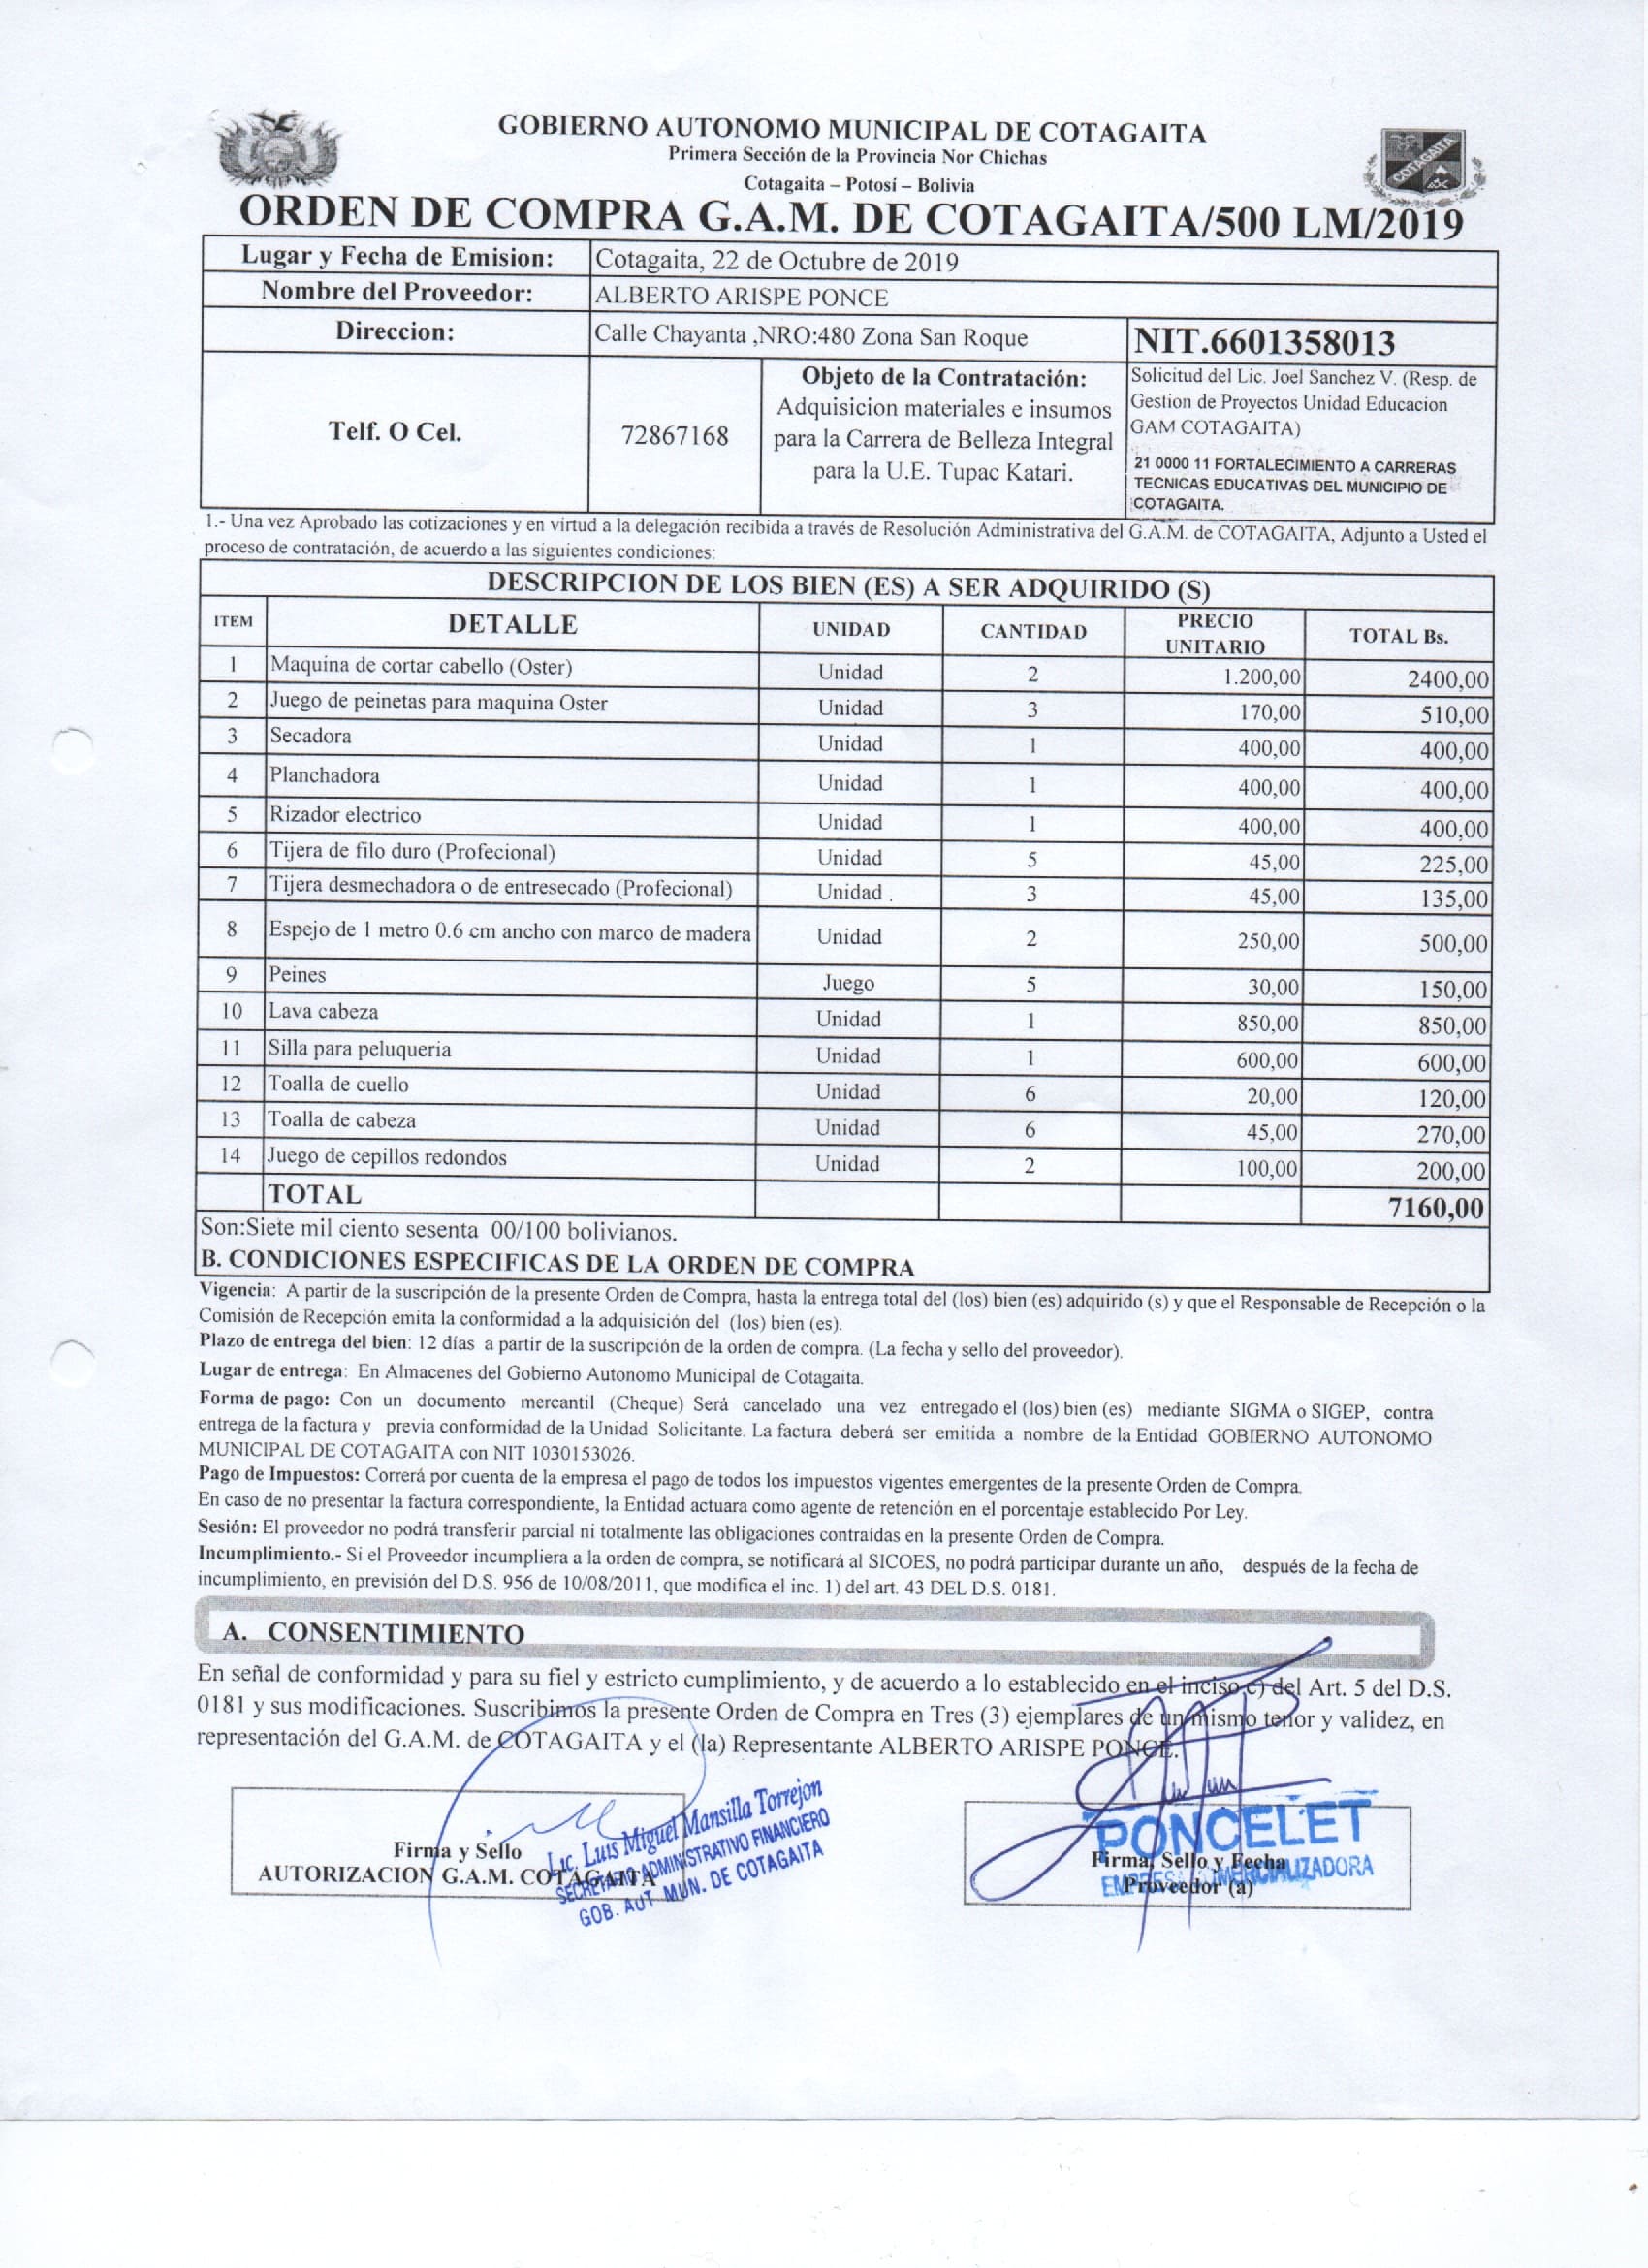 GOBIERNO AUTONOMO MUNICIPAL DE COTAGAITA
Primera Sección de la Provincia Nor Chichas
Cotagaita – Potosí – Bolivia
COTAGAITA
ORDEN DE COMPRA G.A.M. DE COTAGAITA/500 LM/2019
Lugar y Fecha de Emision: Cotagaita, 22 de Octubre de 2019
Nombre del Proveedor: ALBERTO ARISPE PONCE
Direccion: Calle Chayanta ,NRO:480 Zona San Roque NIT.6601358013
Telf. O Cel. 72867168
Objeto de la Contratación:
Adquisicion materiales e insumos
para la Carrera de Belleza Integral
para la U.E. Tupac Katari.
Solicitud del Lic. Joel Sanchez V. (Resp. de
Gestion de Proyectos Unidad Educacion
GAM COTAGAITA)
21 0000 11 FORTALECIMIENTO A CARRERAS
TECNICAS EDUCATIVAS DEL MUNICIPIO DE
COTAGAITA.
1.- Una vez Aprobado las cotizaciones y en virtud a la delegación recibida a través de Resolución Administrativa del G.A.M. de COTAGAITA, Adjunto a Usted el
proceso de contratación, de acuerdo a las siguientes condiciones:
DESCRIPCION DE LOS BIEN (ES) A SER ADQUIRIDO (S)
ITEM DETALLE UNIDAD CANTIDAD PRECIO UNITARIO TOTAL Bs.
1 Maquina de cortar cabello (Oster) Unidad 2 1.200,00 2400,00
2 Juego de peinetas para maquina Oster Unidad 3 170,00 510,00
3 Secadora Unidad 1 400,00 400,00
4 Planchadora Unidad 1 400,00 400,00
5 Rizador electrico Unidad 1 400,00 400,00
6 Tijera de filo duro (Profecional) Unidad 5 45,00 225,00
7 Tijera desmechadora o de entresecado (Profecional) Unidad . 3 45,00 135,00
8 Espejo de 1 metro 0.6 cm ancho con marco de madera Unidad 2 250,00 500,00
9 Peines Juego 5 30,00 150,00
10 Lava cabeza Unidad 1 850,00 850,00
11 Silla para peluqueria Unidad 1 600,00 600,00
12 Toalla de cuello Unidad 6 20,00 120,00
13 Toalla de cabeza Unidad 6 45,00 270,00
14 Juego de cepillos redondos Unidad 2 100,00 200,00
TOTAL 7160,00
Son:Siete mil ciento sesenta 00/100 bolivianos.
B. CONDICIONES ESPECIFICAS DE LA ORDEN DE COMPRA
Vigencia: A partir de la suscripción de la presente Orden de Compra, hasta la entrega total del (los) bien (es) adquirido (s) y que el Responsable de Recepción o la
Comisión de Recepción emita la conformidad a la adquisición del (los) bien (es).
Plazo de entrega del bien: 12 días a partir de la suscripción de la orden de compra. (La fecha y sello del proveedor).
Lugar de entrega: En Almacenes del Gobierno Autonomo Municipal de Cotagaita.
Forma de pago: Con un documento mercantil (Cheque) Será cancelado una vez entregado el (los) bien (es) mediante SIGMA o SIGEP, contra
entrega de la factura y previa conformidad de la Unidad Solicitante. La factura deberá ser emitida a nombre de la Entidad GOBIERNO AUTONOMO
MUNICIPAL DE COTAGAITA con NIT 1030153026.
Pago de Impuestos: Correrá por cuenta de la empresa el pago de todos los impuestos vigentes emergentes de la presente Orden de Compra.
En caso de no presentar la factura correspondiente, la Entidad actuara como agente de retención en el porcentaje establecido Por Ley.
Sesión: El proveedor no podrá transferir parcial ni totalmente las obligaciones contraídas en la presente Orden de Compra.
Incumplimiento.- Si el Proveedor incumpliera a la orden de compra, se notificará al SICOES, no podrá participar durante un año, después de la fecha de
incumplimiento, en previsión del D.S. 956 de 10/08/2011, que modifica el inc. 1) del art. 43 DEL D.S. 0181.
A. CONSENTIMIENTO
En señal de conformidad y para su fiel y estricto cumplimiento, y de acuerdo a lo establecido en el inciso c) del Art. 5 del D.S.
0181 y sus modificaciones. Suscribimos la presente Orden de Compra en Tres (3) ejemplares de un mismo tenor y validez, en
representación del G.A.M. de COTAGAITA y el (la) Representante ALBERTO ARISPE PONCE.
Firma y Sello
AUTORIZACION G.A.M. COTAGAITA
Lic. Luis Miguel Mansilla Torrejon
SECRETARIO ADMINISTRATIVO FINANCIERO
GOB. AUT. MUN. DE COTAGAITA
PONCELET
EMPRESA COMERCIALIZADORA
Firma, Sello y Fecha
Proveedor (a)